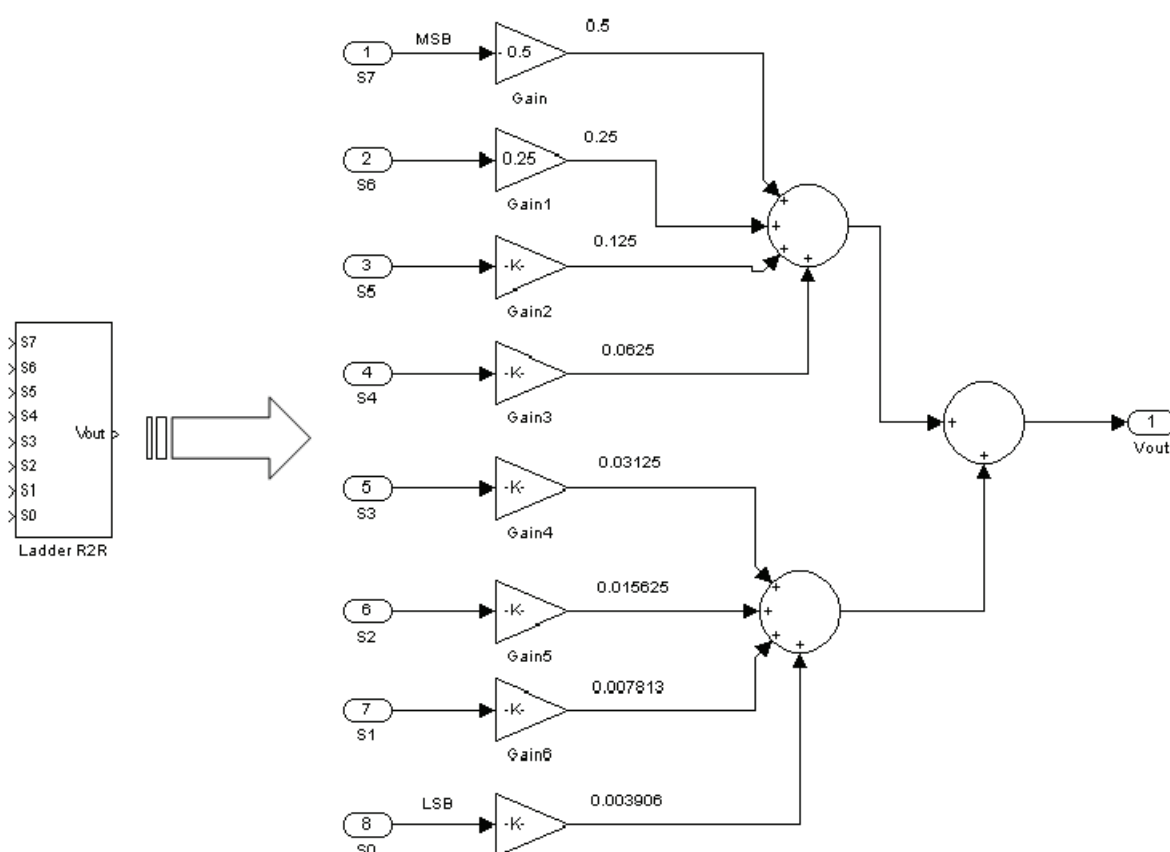 S7
S6
S5
S4
S3
S2
S1
S0
Vout
Ladder R2R
1
S7
MSB
0.5
Gain
0.5
2
S6
0.25
Gain1
0.25
3
S5
-K-
Gain2
0.125
4
S4
-K-
Gain3
0.0625
5
S3
-K-
Gain4
0.03125
6
S2
-K-
Gain5
0.015625
7
S1
-K-
Gain6
0.007813
8
S0
LSB
-K-
0.003906
+
+
+
+
+
+
+
+
+
+
1
Vout